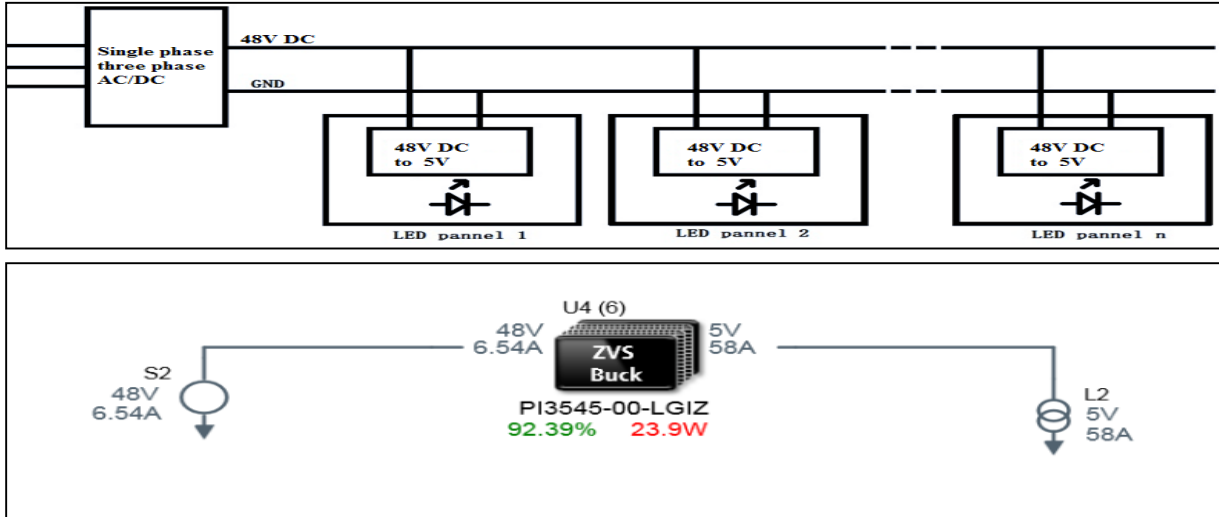 48V DC
Single phase
three phase
AC/DC
GND
48V DC
to 5V
48V DC
to 5V
48V DC
to 5V
LED pannel 1
LED pannel 2
LED pannel n
U4 (6)
48V
6.54A
5V
58A
ZVS
Buck
S2
48V
6.54A
PI3545-00-LGIZ
92.39% 23.9W
L2
5V
58A